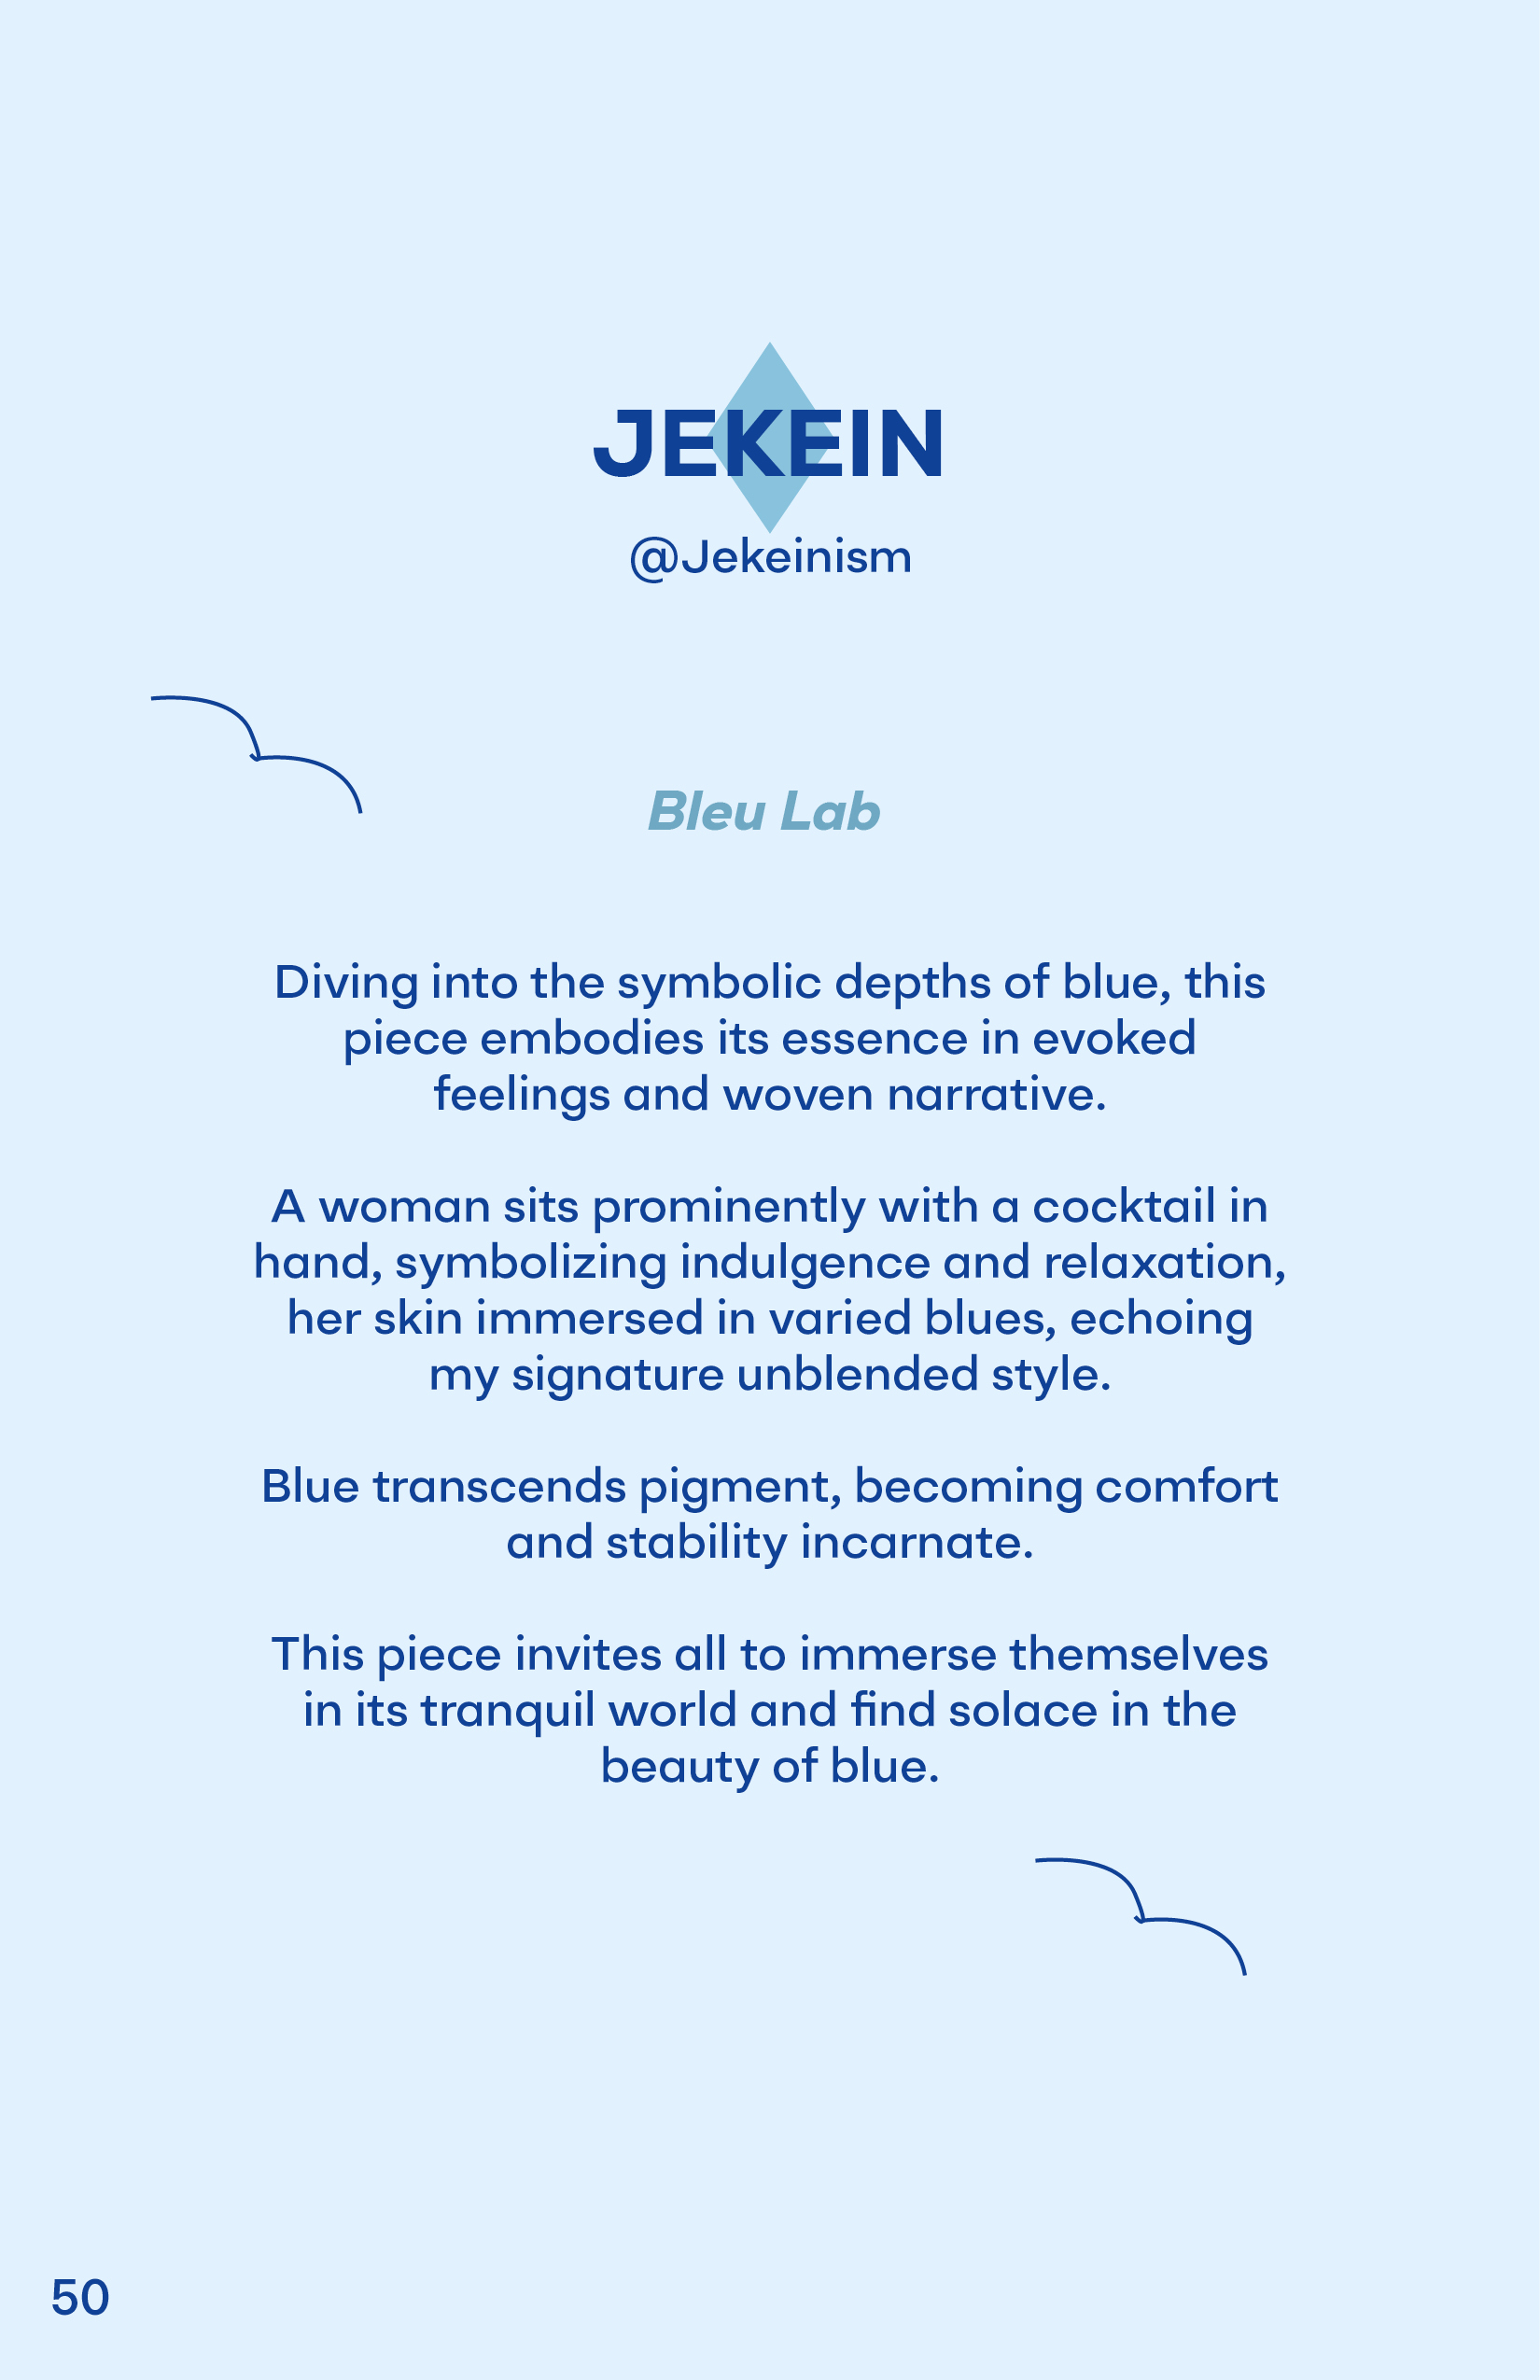 JEKEIN
@Jekeinism
Bleu Lab
Diving into the symbolic depths of blue, this
piece embodies its essence in evoked
feelings and woven narrative.
A woman sits prominently with a cocktail in
hand, symbolizing indulgence and relaxation,
her skin immersed in varied blues, echoing
my signature unblended style.
Blue transcends pigment, becoming comfort
and stability incarnate.
This piece invites all to immerse themselves
in its tranquil world and find solace in the
beauty of blue.
50